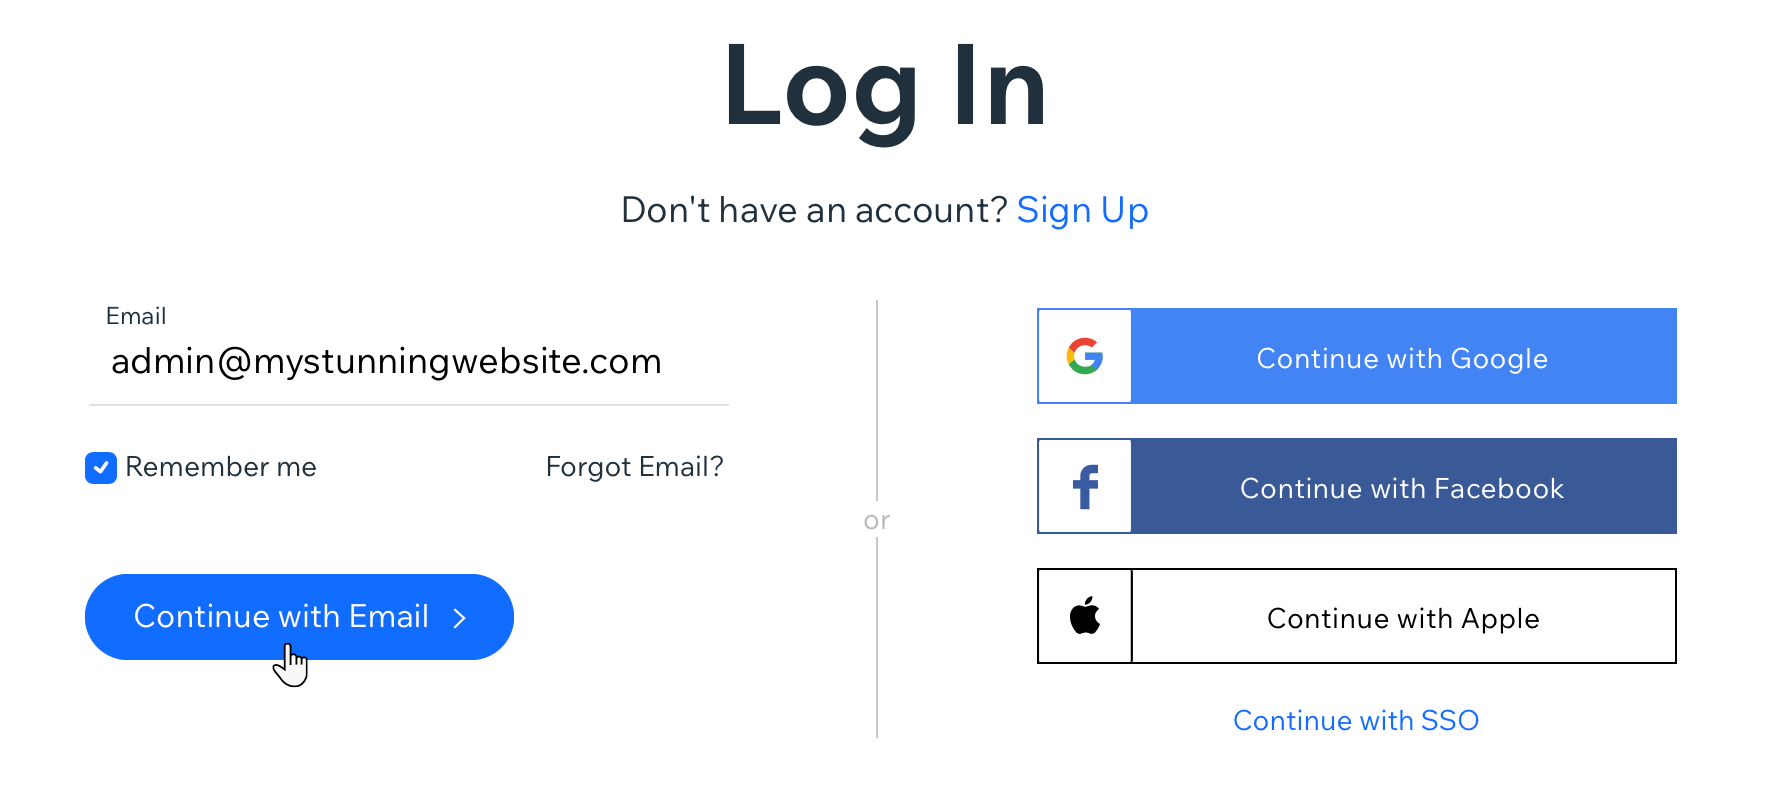 Log In
Don't have an account? Sign Up
Email
admin@mystunningwebsite.com
Remember me
Forgot Email?
Continue with Email
or
Continue with Google
Continue with Facebook
Continue with Apple
Continue with SSO